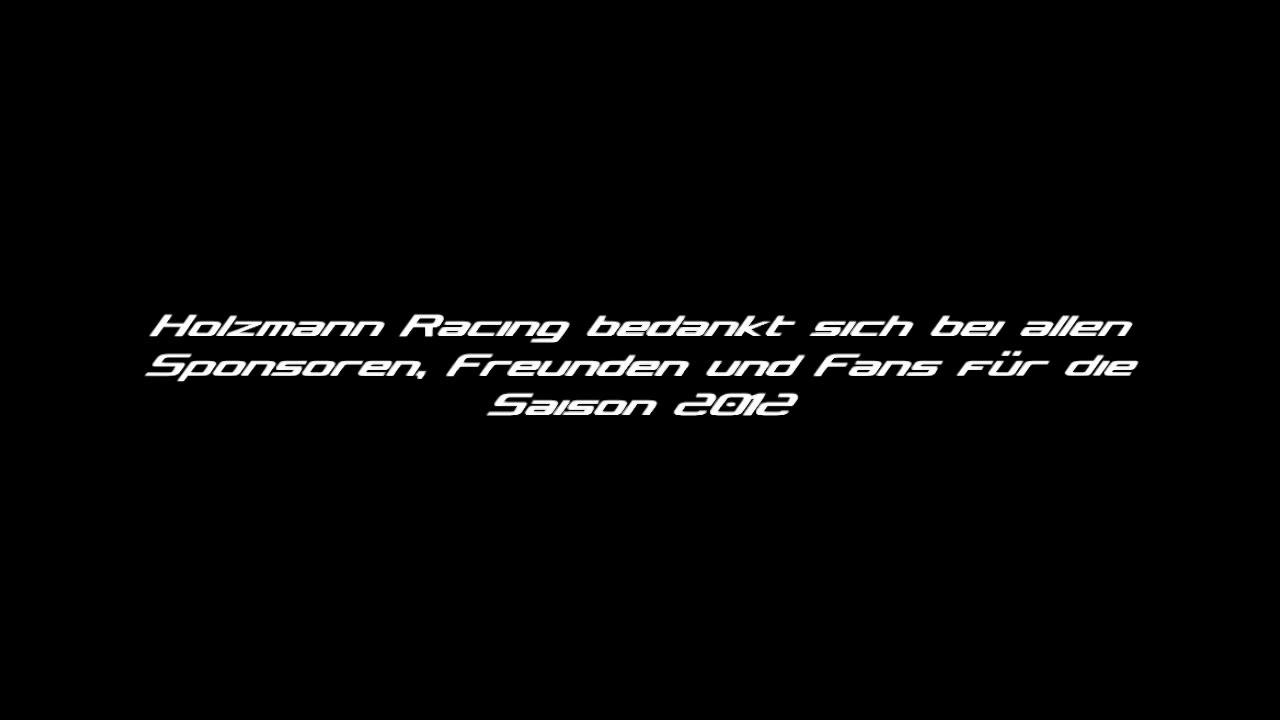 Holzmann Racing bedankt sich bei allen
Sponsoren, Freunden und Fans für die
Saison 2012